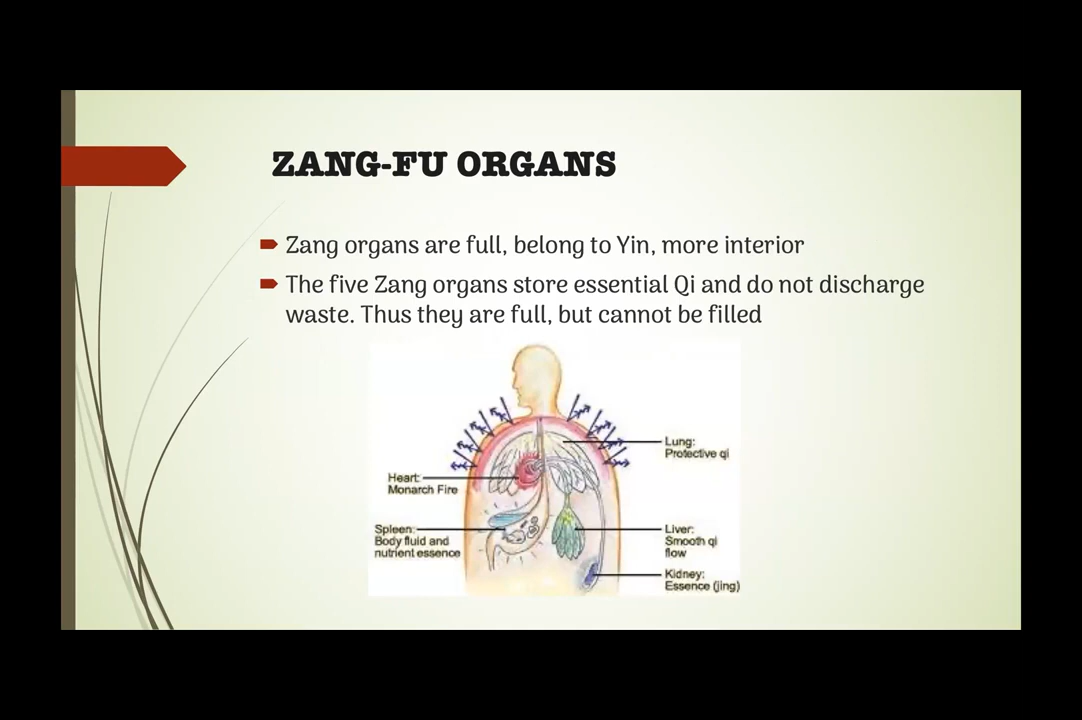 ZANG-FU ORGANS
Zang organs are full, belong to Yin, more interior
The five Zang organs store essential Qi and do not discharge
waste. Thus they are full, but cannot be filled
Lung:
Protective qi
Heart:
Monarch Fire
Spleen:
Body fluid and
nutrient essence
Liver:
Smooth qi
flow
Kidney:
Essence (jing)